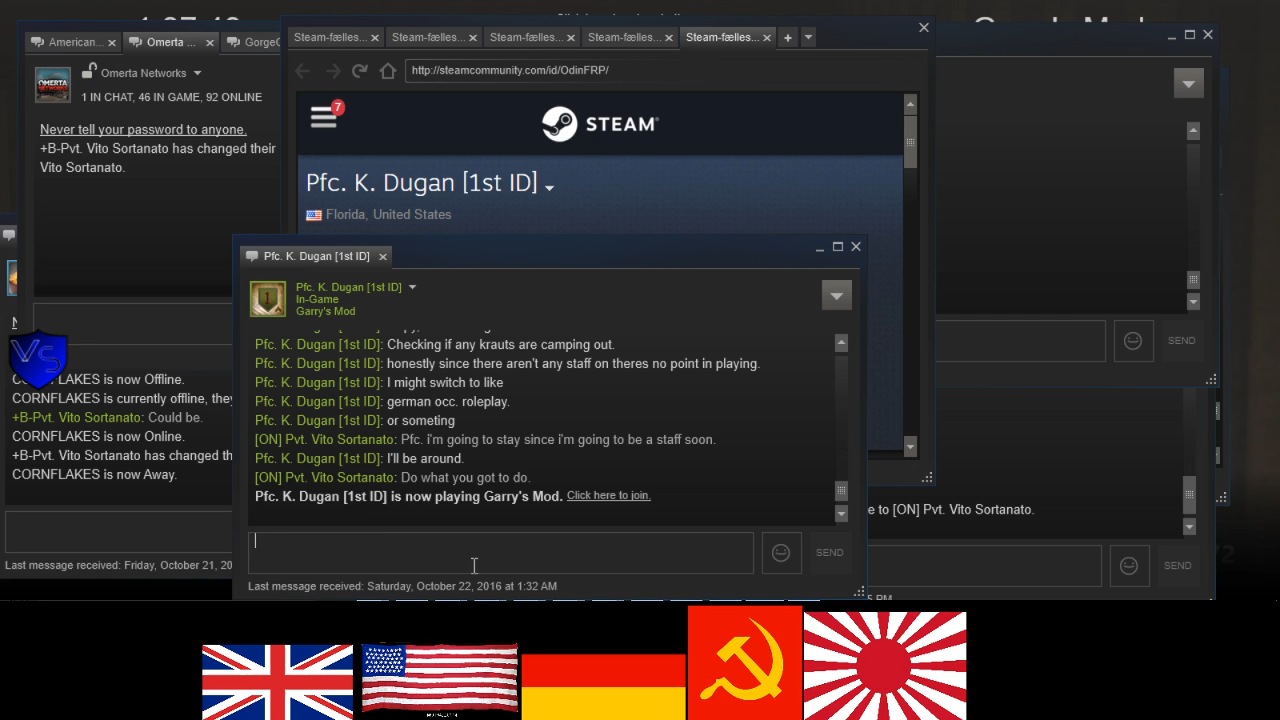 American...
Omerta ...
Omerta Networks
1 IN CHAT, 46 IN GAME, 92 ONLINE
Never tell your password to anyone.
+B-Pvt. Vito Sortanato has changed their
Vito Sortanato.
Steam-fælles...
Steam-fælles...
Steam-fælles...
Steam-fælles...
Steam-fælles...
http://steamcommunity.com/id/OdinFRP/
7
STEAM
Pfc. K. Dugan [1st ID]
Florida, United States
Pfc. K. Dugan [1st ID]
Pfc. K. Dugan [1st ID]
In-Game
Garry's Mod
Pfc. K. Dugan [1st ID]: Checking if any krauts are camping out.
Pfc. K. Dugan [1st ID]: honestly since there aren't any staff on theres no point in playing.
Pfc. K. Dugan [1st ID]: I might switch to like
Pfc. K. Dugan [1st ID]: german occ. roleplay.
Pfc. K. Dugan [1st ID]: or someting
[ON] Pvt. Vito Sortanato: Pfc. i'm going to stay since i'm going to be a staff soon.
Pfc. K. Dugan [1st ID]: I'll be around.
[ON] Pvt. Vito Sortanato: Do what you got to do.
Pfc. K. Dugan [1st ID] is now playing Garry's Mod. Click here to join.
SEND
Last message received: Saturday, October 22, 2016 at 1:32 AM
VS
CORNFLAKES is now Offline.
CORNFLAKES is currently offline, they
+B-Pvt. Vito Sortanato: Could be.
CORNFLAKES is now Online.
+B-Pvt. Vito Sortanato has changed th
CORNFLAKES is now Away.
Last message received: Friday, October 21, 20
SEND
e to [ON] Pvt. Vito Sortanato.
SEND
PM